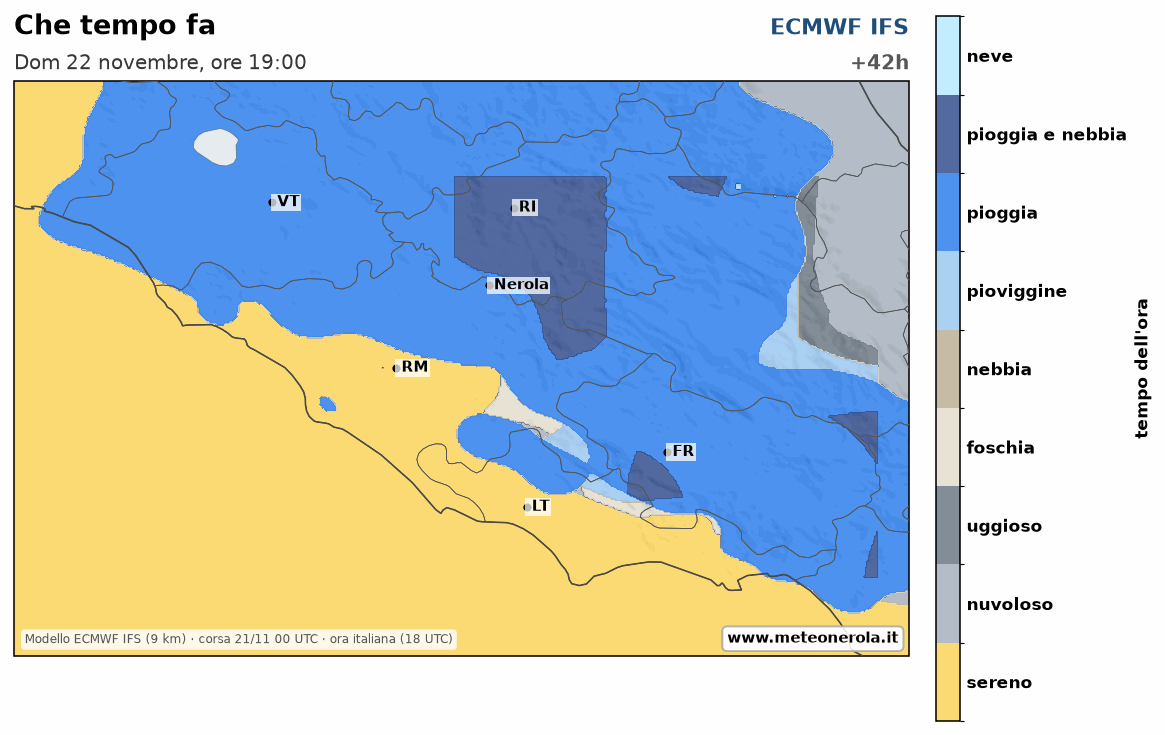 Che tempo fa
ECMWF IFS
Dom 22 novembre, ore 19:00
+42h
VT
RI
Nerola
RM
FR
LT
Modello ECMWF IFS (9 km) · corsa 21/11 00 UTC · ora italiana (18 UTC)
www.meteonerola.it
neve
pioggia e nebbia
pioggia
pioviggine
nebbia
foschia
uggioso
nuvoloso
sereno
tempo dell'ora